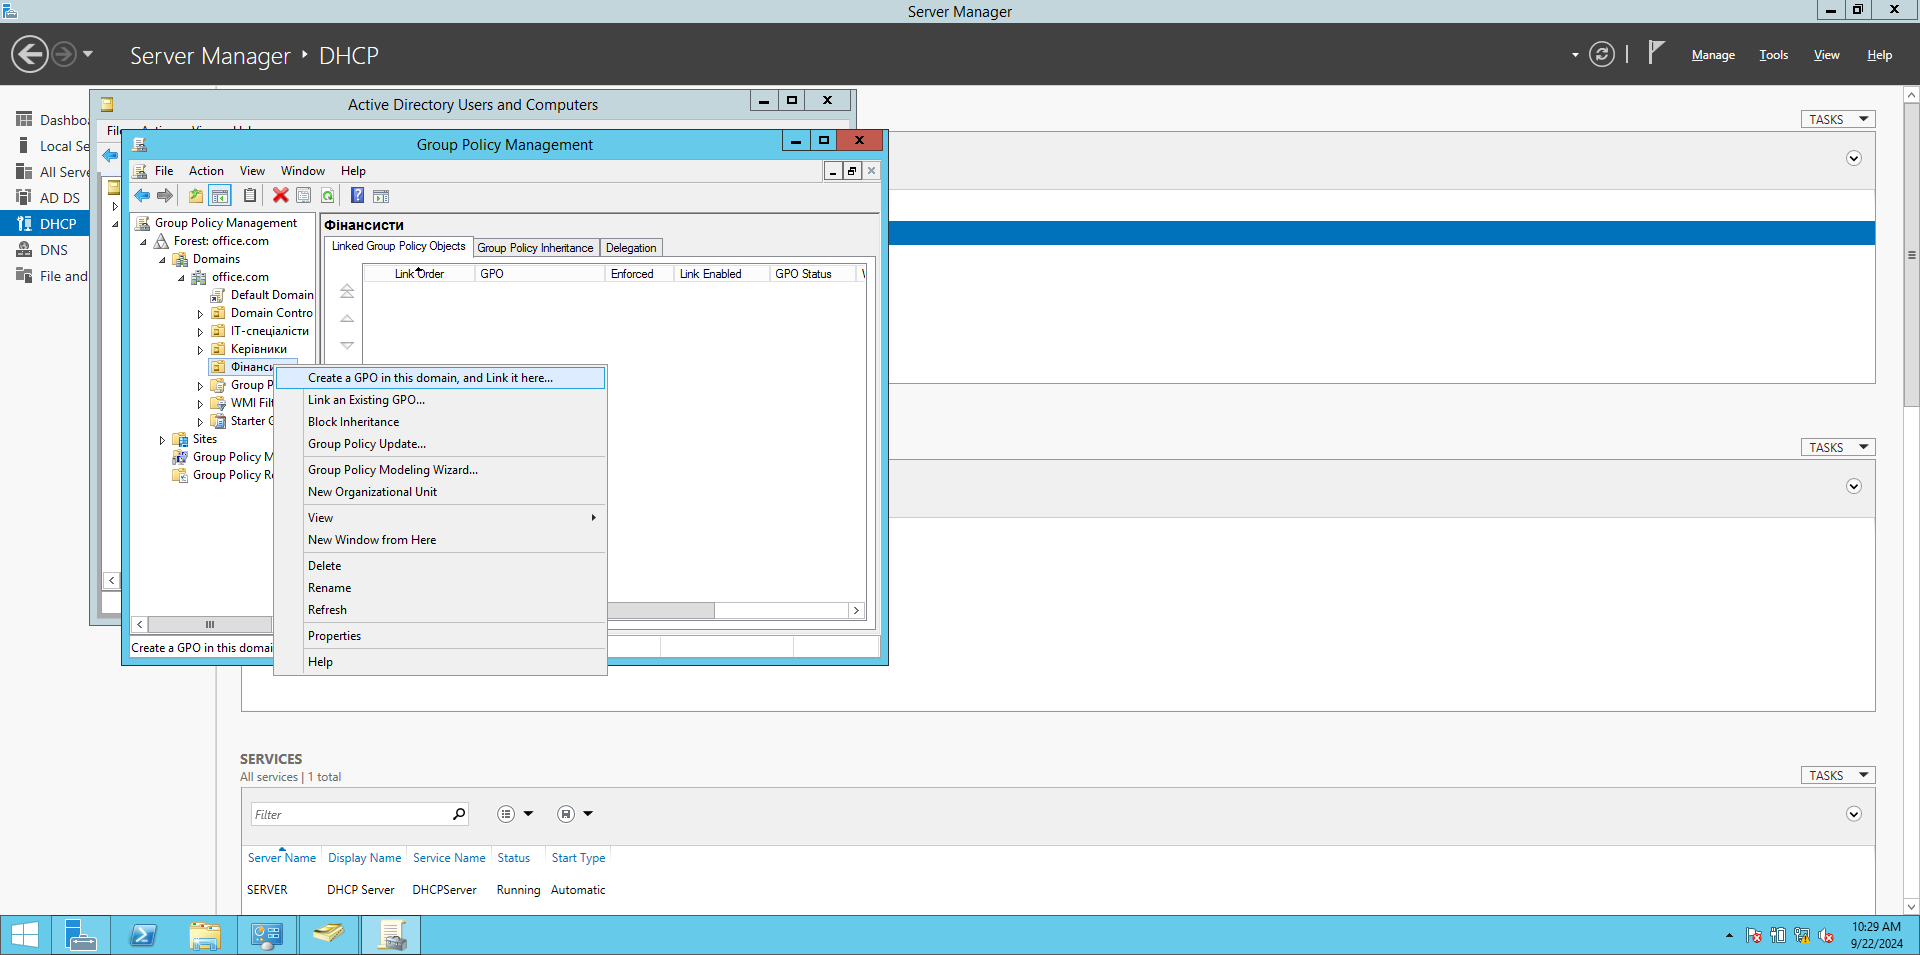 Server Manager
Server Manager ‣ DHCP
Manage
Tools
View
Help
Dashbo
Local Se
All Serve
AD DS
DHCP
DNS
File and
Active Directory Users and Computers
Group Policy Management
File
Action
View
Window
Help
Group Policy Management
Forest: office.com
Domains
office.com
Default Domain
Domain Contro
ІТ-спеціалісти
Керівники
Фінанси
Group P
WMI Filt
Starter G
Sites
Group Policy M
Group Policy Re
Фінансисти
Linked Group Policy Objects
Group Policy Inheritance
Delegation
Link Order
GPO
Enforced
Link Enabled
GPO Status
Create a GPO in this domain, and Link it here...
Link an Existing GPO...
Block Inheritance
Group Policy Update...
Group Policy Modeling Wizard...
New Organizational Unit
View
New Window from Here
Delete
Rename
Refresh
Properties
Help
Create a GPO in this domai
TASKS
TASKS
SERVICES
All services | 1 total
TASKS
Filter
Server Name
Display Name
Service Name
Status
Start Type
SERVER
DHCP Server
DHCPServer
Running
Automatic
10:29 AM
9/22/2024